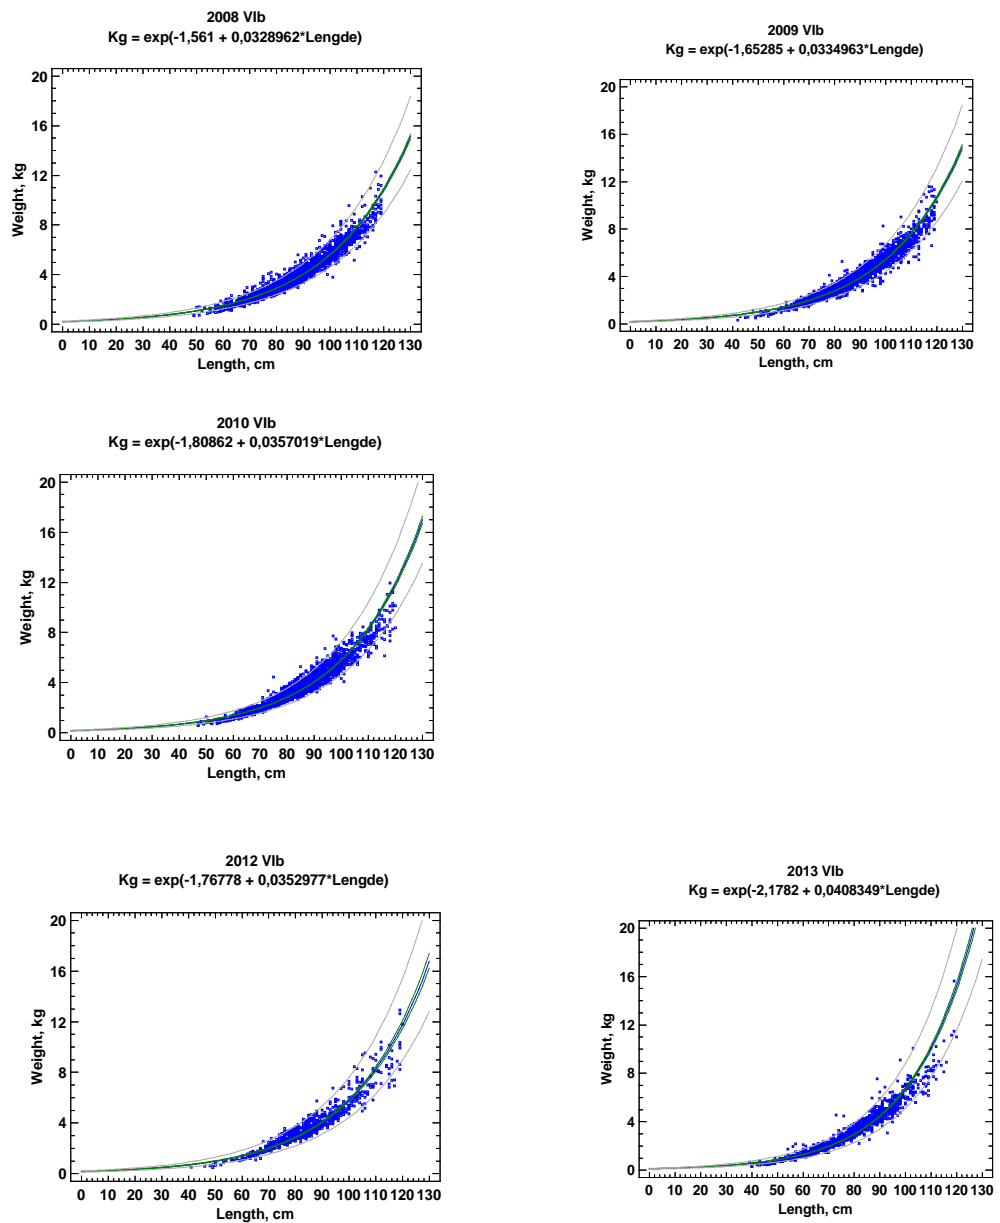 2008 VIb
Kg = exp(-1,561 + 0,0328962*Lengde)
20
16
12
8
4
0
Weight, kg
0 10 20 30 40 50 60 70 80 90 100 110 120 130
Length, cm
2009 VIb
Kg = exp(-1,65285 + 0,0334963*Lengde)
20
16
12
8
4
0
Weight, kg
0 10 20 30 40 50 60 70 80 90 100 110 120 130
Length, cm
2010 VIb
Kg = exp(-1,80862 + 0,0357019*Lengde)
20
16
12
8
4
0
Weight, kg
0 10 20 30 40 50 60 70 80 90 100 110 120 130
Length, cm
2012 VIb
Kg = exp(-1,76778 + 0,0352977*Lengde)
20
16
12
8
4
0
Weight, kg
0 10 20 30 40 50 60 70 80 90 100 110 120 130
Length, cm
2013 VIb
Kg = exp(-2,1782 + 0,0408349*Lengde)
20
16
12
8
4
0
Weight, kg
0 10 20 30 40 50 60 70 80 90 100 110 120 130
Length, cm